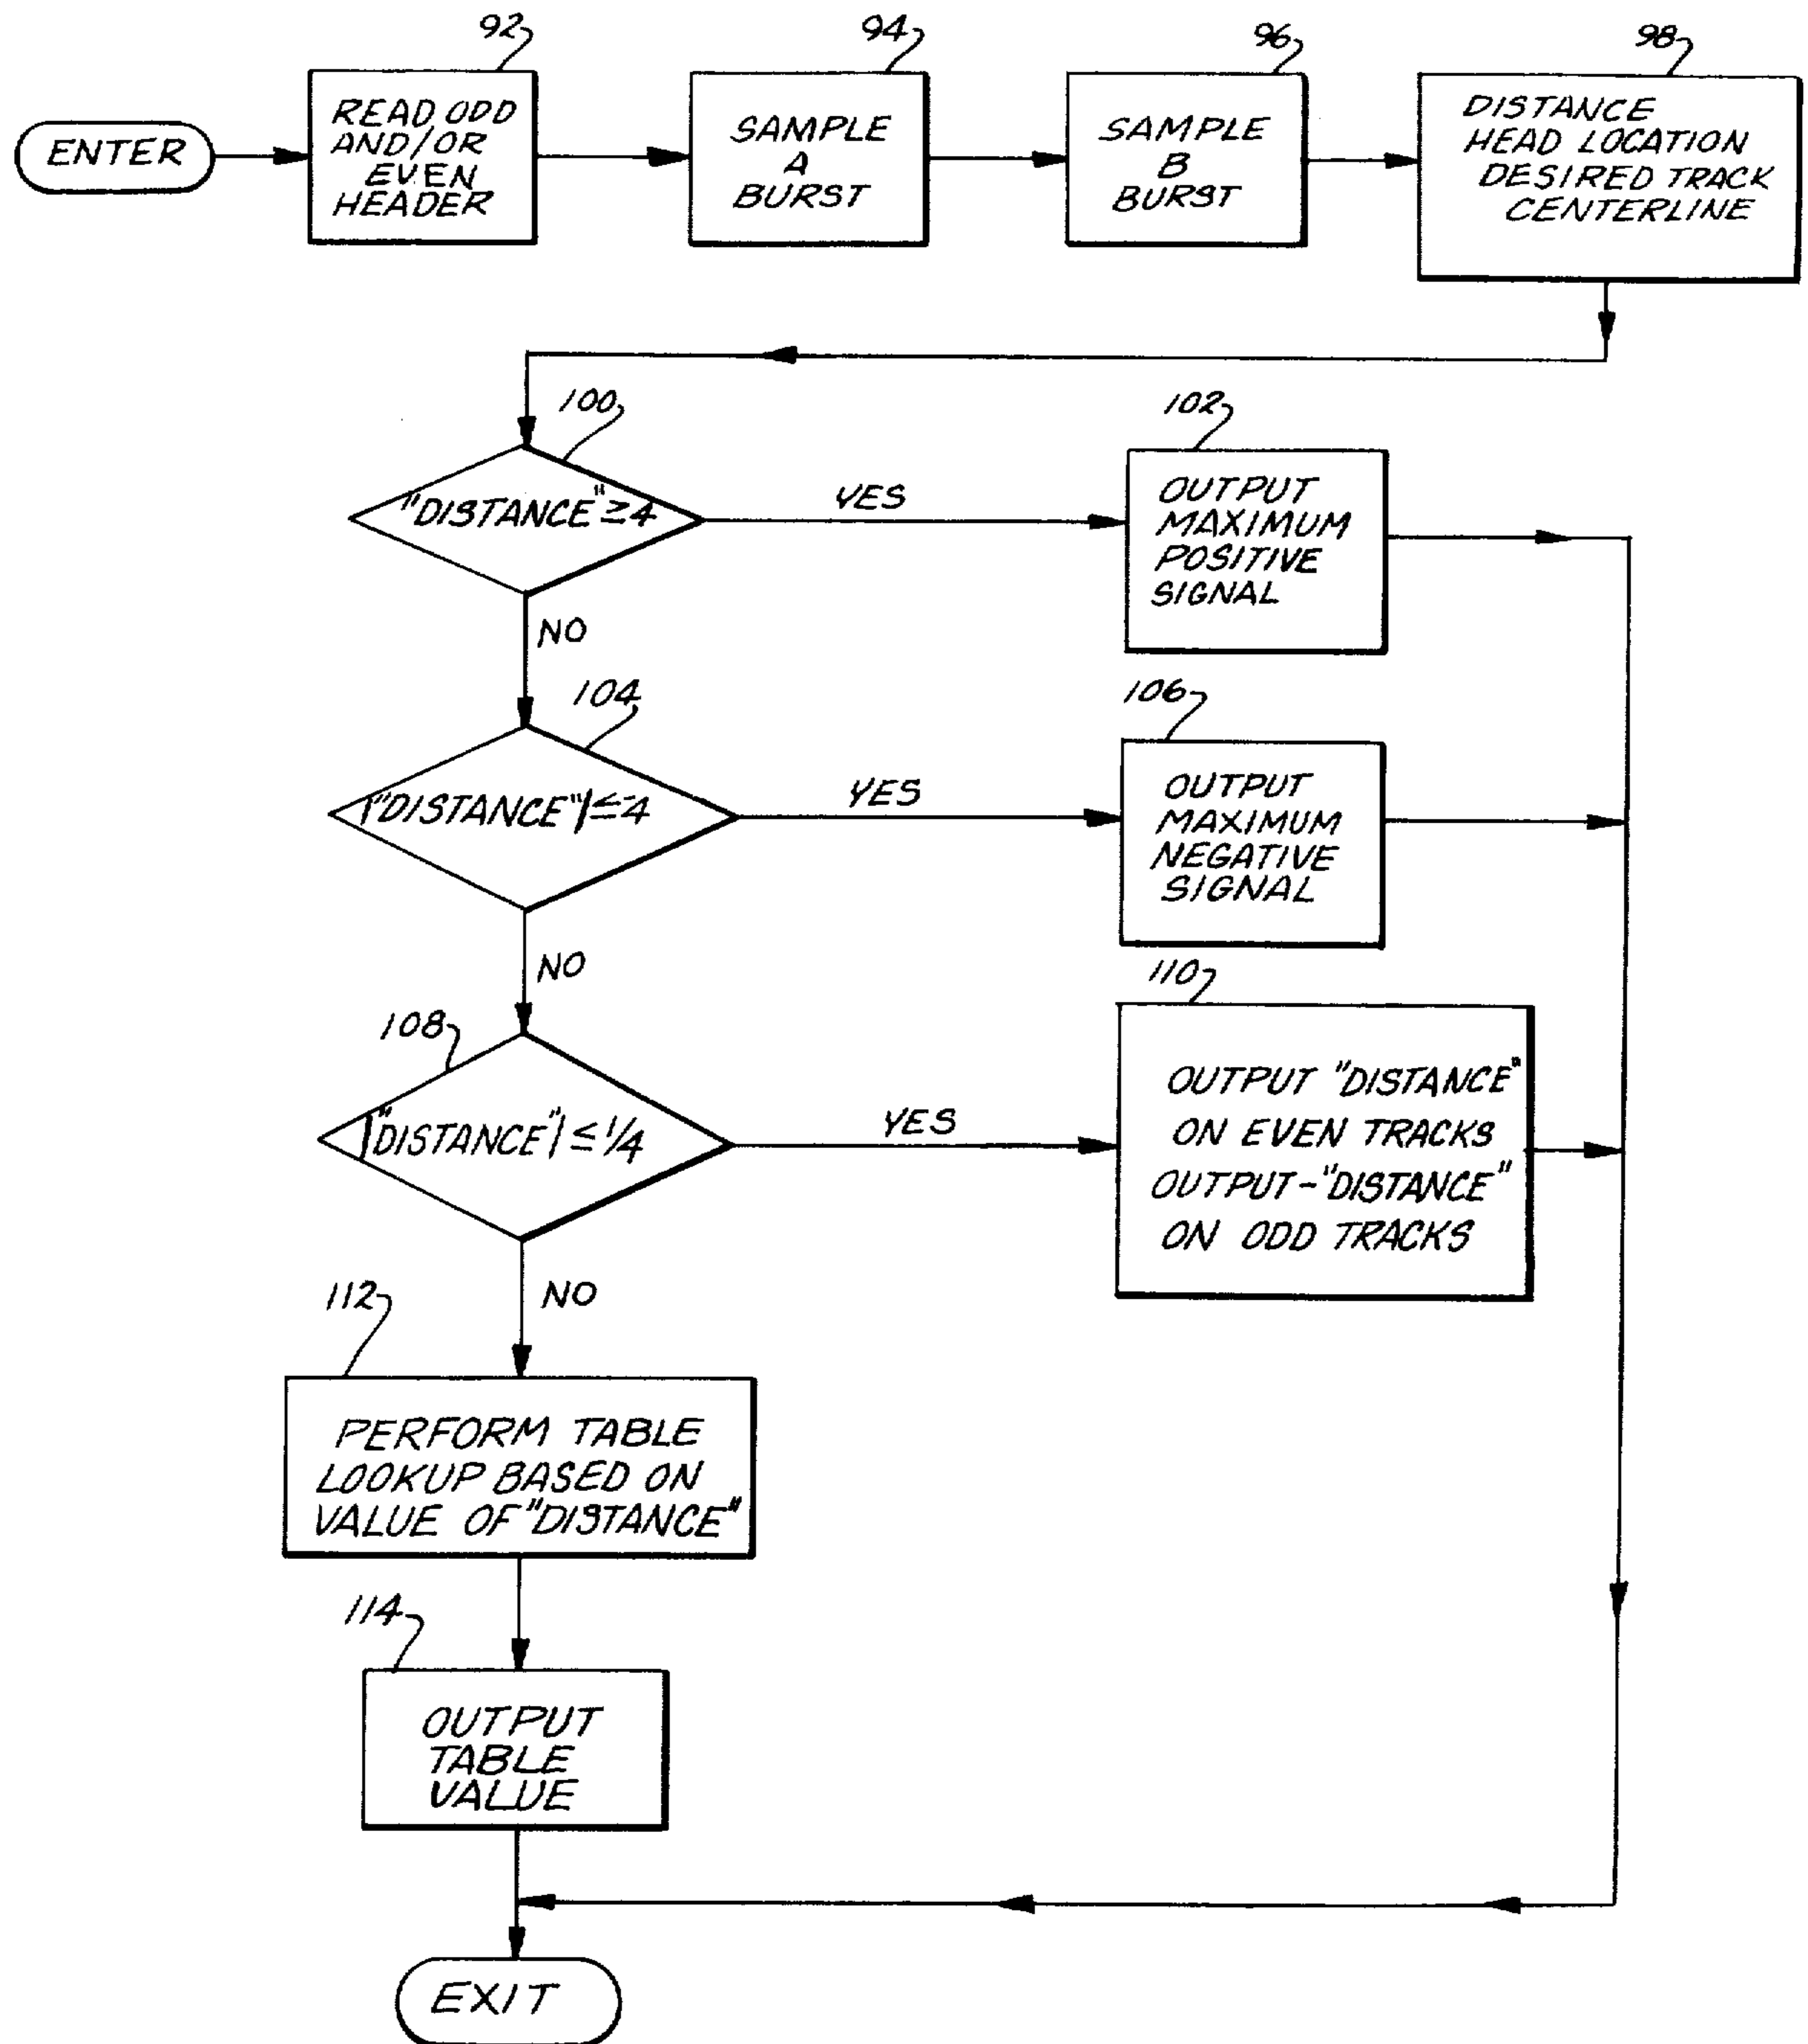 92
94
96
98
ENTER
READ ODD
AND/OR
EVEN
HEADER
SAMPLE
A
BURST
SAMPLE
B
BURST
DISTANCE
HEAD LOCATION
DESIRED TRACK
CENTERLINE
100
"DISTANCE" ≥4
YES
102
OUTPUT
MAXIMUM
POSITIVE
SIGNAL
NO
104
|"DISTANCE"|≤-4
YES
106
OUTPUT
MAXIMUM
NEGATIVE
SIGNAL
NO
108
|"DISTANCE"| ≤ 1/4
YES
110
OUTPUT "DISTANCE"
ON EVEN TRACKS
OUTPUT-"DISTANCE"
ON ODD TRACKS
NO
112
PERFORM TABLE
LOOKUP BASED ON
VALUE OF "DISTANCE"
114
OUTPUT
TABLE
VALUE
EXIT